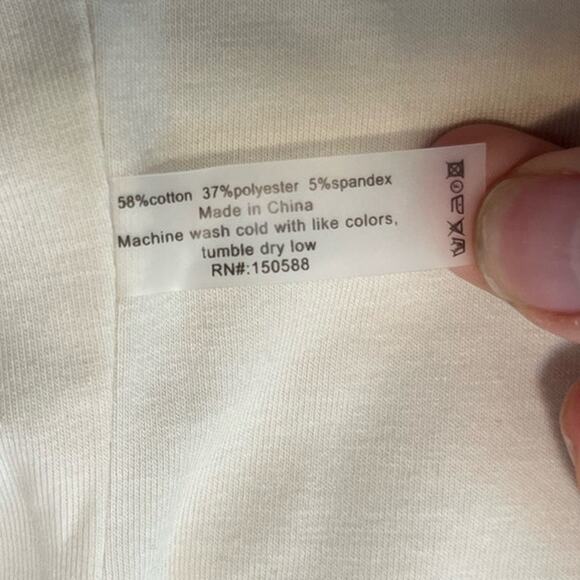 58%cotton 37%polyester 5%spandex
Made in China
Machine wash cold with like colors,
tumble dry low
RN#:150588